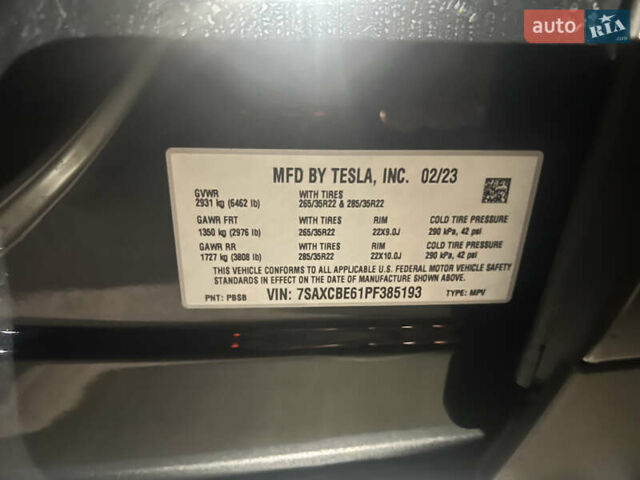 auto RIA
.com
MFD BY TESLA, INC. 02/23
GVWR WITH TIRES
2931 kg (6462 lb) 265/35R22 & 285/35R22
GAWR FRT WITH TIRES RIM COLD TIRE PRESSURE
1350 kg (2976 lb) 265/35R22 22X9.0J 290 kPa, 42 psi
GAWR RR WITH TIRES RIM COLD TIRE PRESSURE
1727 kg (3808 lb) 285/35R22 22X10.0J 290 kPa, 42 psi
THIS VEHICLE CONFORMS TO ALL APPLICABLE U.S. FEDERAL MOTOR VEHICLE SAFETY
STANDARDS IN EFFECT ON THE DATE OF MANUFACTURE SHOWN ABOVE.
PNT: PBSB VIN: 7SAXCBE61PF385193 TYPE: MPV